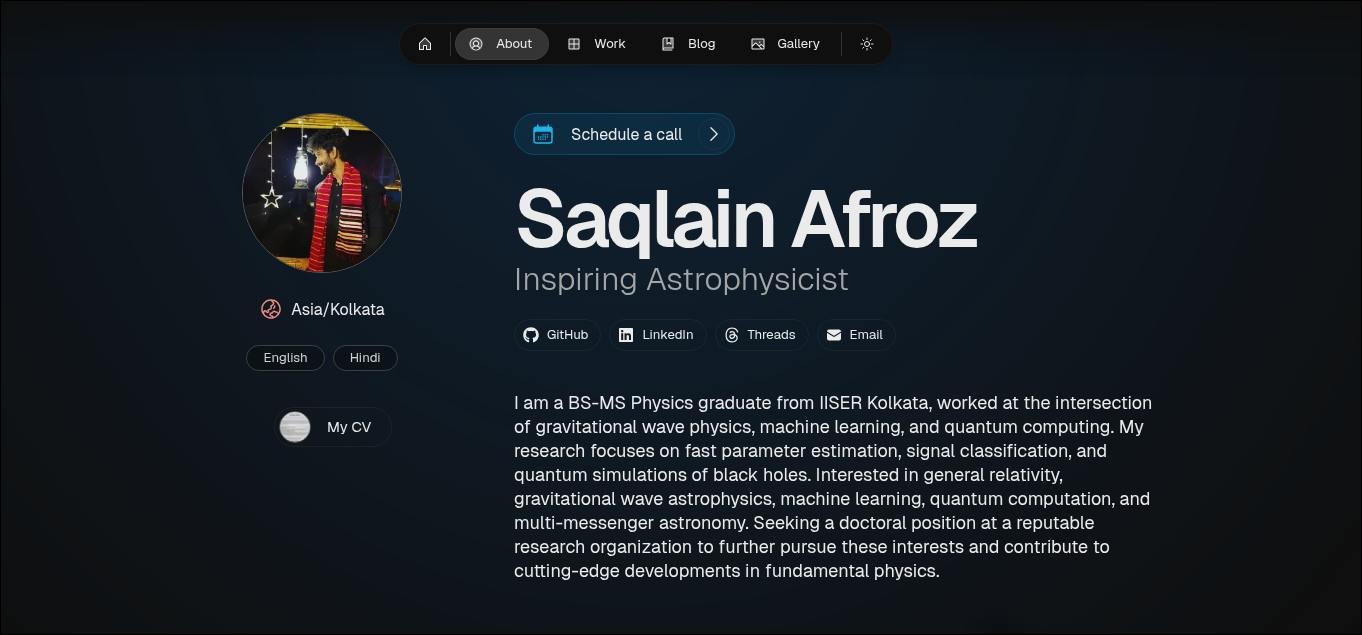 About
Work
Blog
Gallery
Schedule a call
Saqlain Afroz
Inspiring Astrophysicist
Asia/Kolkata
GitHub
LinkedIn
Threads
Email
English
Hindi
My CV
I am a BS-MS Physics graduate from IISER Kolkata, worked at the intersection
of gravitational wave physics, machine learning, and quantum computing. My
research focuses on fast parameter estimation, signal classification, and
quantum simulations of black holes. Interested in general relativity,
gravitational wave astrophysics, machine learning, quantum computation, and
multi-messenger astronomy. Seeking a doctoral position at a reputable
research organization to further pursue these interests and contribute to
cutting-edge developments in fundamental physics.